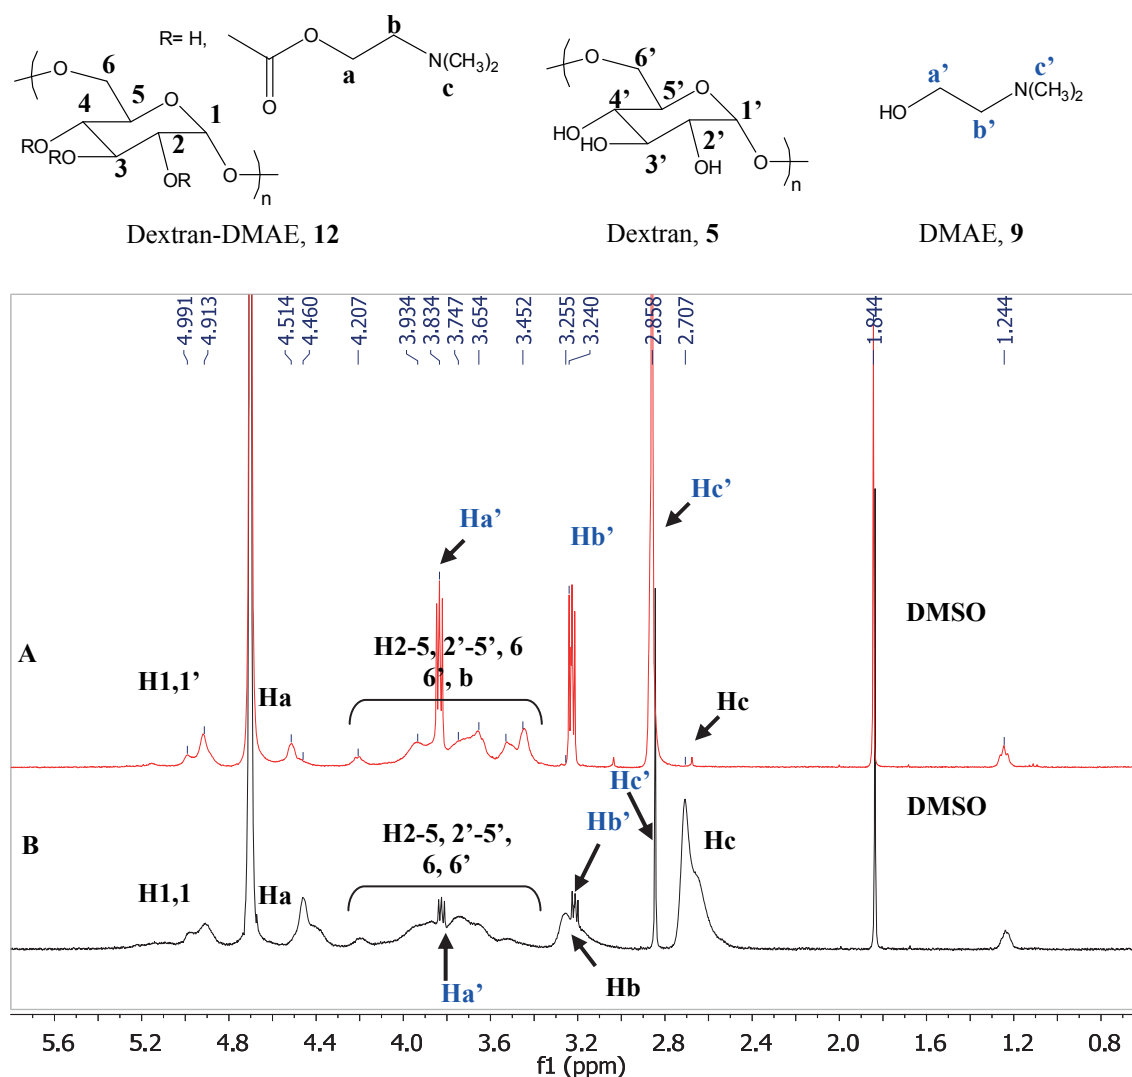 R= H,
O
O
a
b
N(CH₃)₂
c
O
6
5
4
O
1
RO
RO
3
2
OR
O
n
Dextran-DMAE, 12
O
6’
5’
4’
O
1’
HO
HO
3’
2’
OH
O
n
Dextran, 5
a’
c’
HO
N(CH₃)₂
b’
DMAE, 9
4.991
4.913
4.514
4.460
4.207
3.934
3.834
3.747
3.654
3.452
3.255
3.240
2.858
2.707
1.844
1.244
Hc’
Ha’
Hb’
DMSO
H2-5, 2’-5’, 6
6’, b
A
H1,1’
Ha
Hc
Hc’
DMSO
Hb’
B
H2-5, 2’-5’,
6, 6’
Hc
H1,1
Ha
Hb
Ha’
5.6 5.2 4.8 4.4 4.0 3.6 3.2 2.8 2.4 2.0 1.6 1.2 0.8
f1 (ppm)